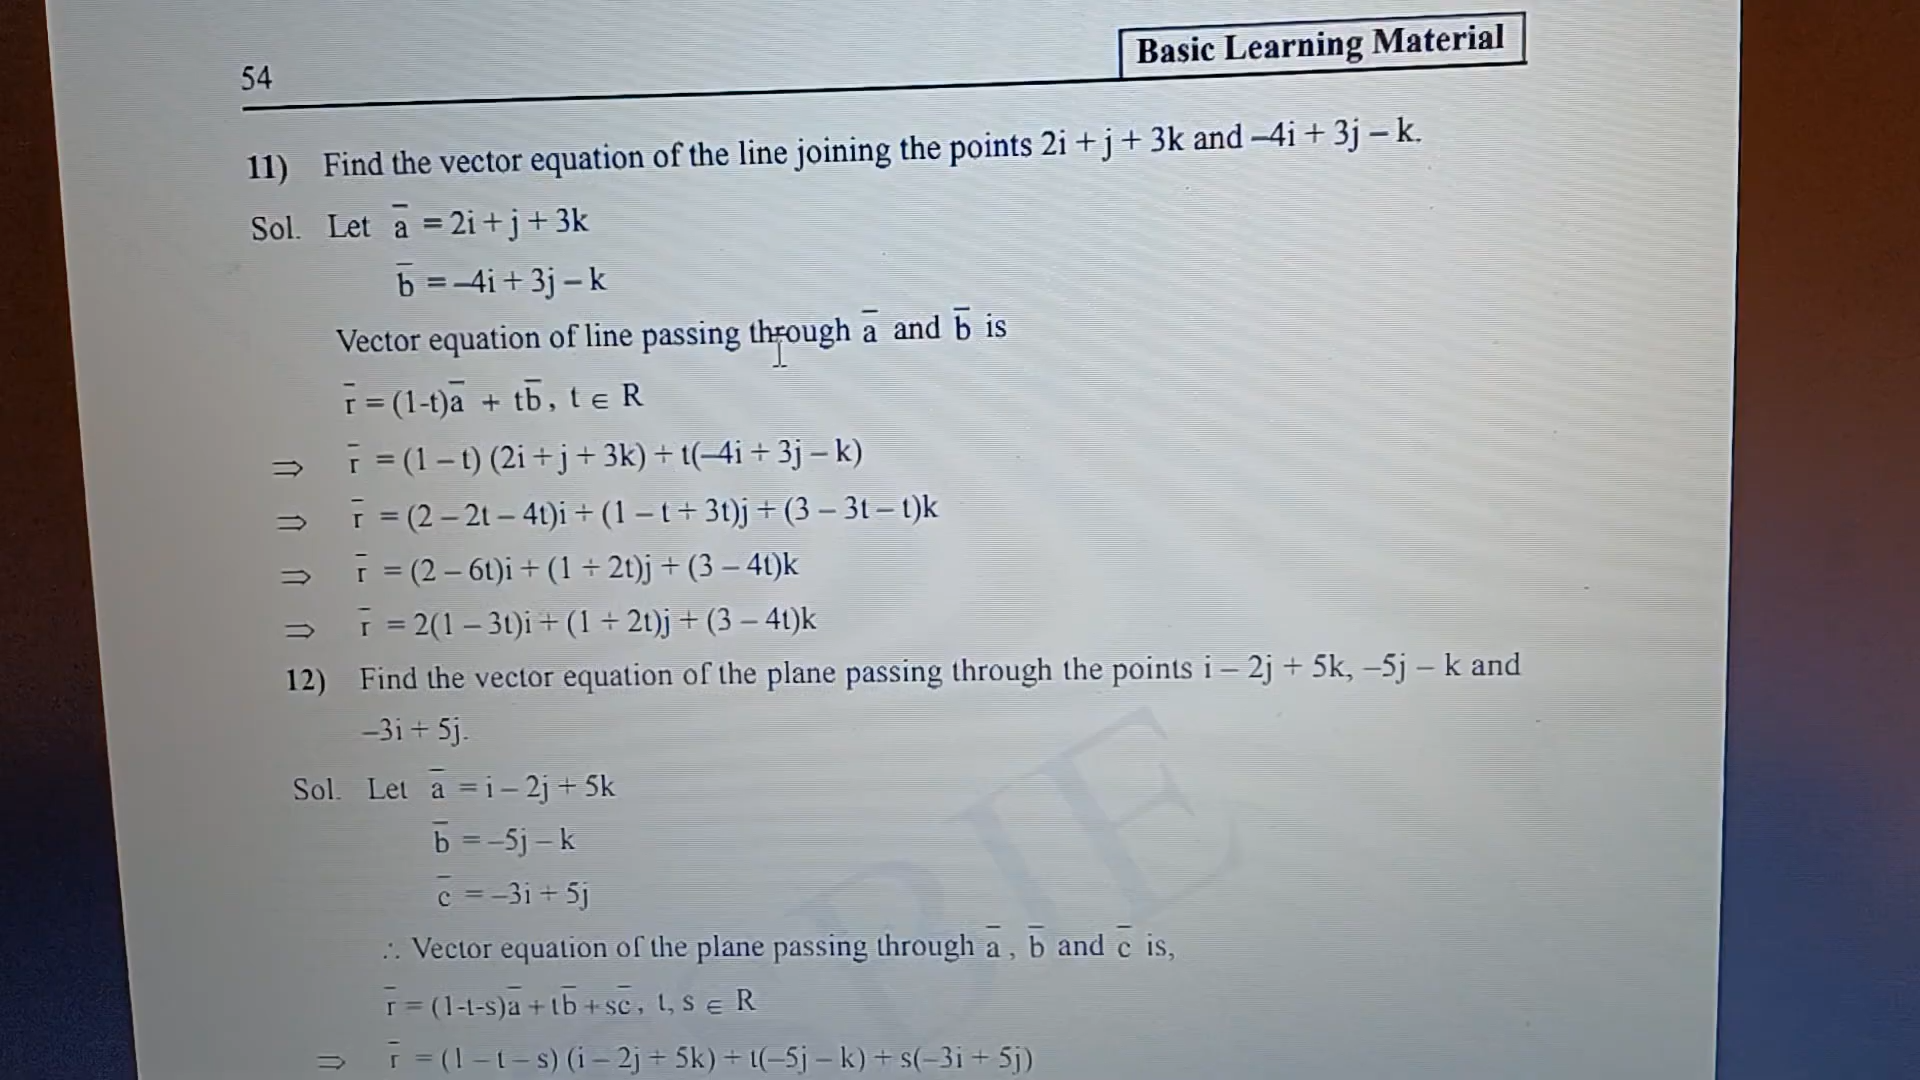 54
Basic Learning Material
11) Find the vector equation of the line joining the points 2i + j + 3k and –4i + 3j – k.
Sol. Let a̅ = 2i + j + 3k
b̅ = –4i + 3j – k
Vector equation of line passing through a̅ and b̅ is
r̅ = (1-t)a̅ + tb̅, t ∈ R
⇒ r̅ = (1 – t) (2i + j + 3k) + t(–4i + 3j – k)
⇒ r̅ = (2 – 2t – 4t)i + (1 – t + 3t)j + (3 – 3t – t)k
⇒ r̅ = (2 – 6t)i + (1 + 2t)j + (3 – 4t)k
⇒ r̅ = 2(1 – 3t)i + (1 + 2t)j + (3 – 4t)k
12) Find the vector equation of the plane passing through the points i – 2j + 5k, –5j – k and
–3i + 5j.
Sol. Let a̅ = i – 2j + 5k
b̅ = –5j – k
c̅ = –3i + 5j
∴ Vector equation of the plane passing through a̅, b̅ and c̅ is,
r̅ = (1-t-s)a̅ + tb̅ + sc̅, t, s ∈ R
⇒ r̅ = (1 – t – s) (i – 2j + 5k) + t(–5j – k) + s(–3i + 5j)